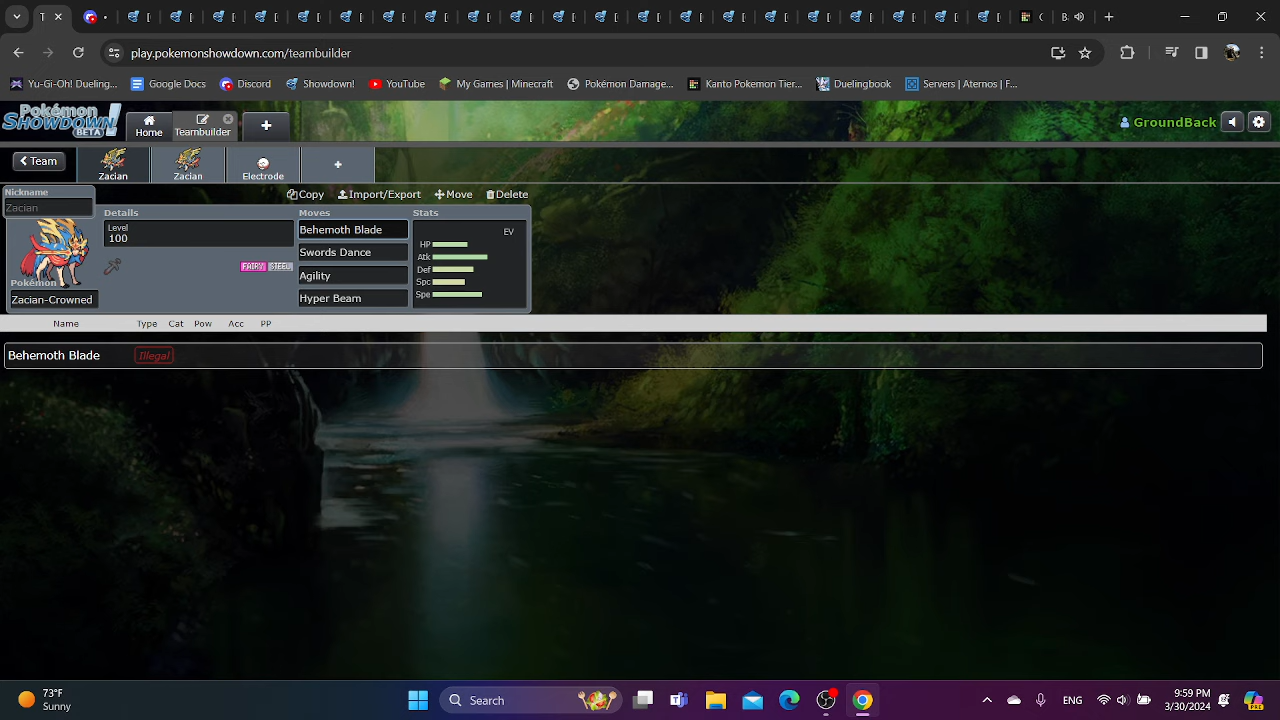 T
play.pokemonshowdown.com/teambuilder
Yu-Gi-Oh! Dueling... Google Docs Discord Showdown! YouTube My Games | Minecraft Pokémon Damage... Kanto Pokemon Tier... Duelingbook Servers | Aternos | F...
Pokémon
SHOWDOWN!
BETA
Home
Teambuilder
GroundBack
Team
Zacian
Zacian
Electrode
Nickname
Zacian
Copy Import/Export Move Delete
Details
Level
100
FAIRY STEEL
Pokémon
Zacian-Crowned
Moves
Behemoth Blade
Swords Dance
Agility
Hyper Beam
Stats
EV
HP
Atk
Def
Spc
Spe
Name Type Cat Pow Acc PP
Behemoth Blade Illegal
73°F
Sunny
Search
ENG
9:59 PM
3/30/2024
PRE